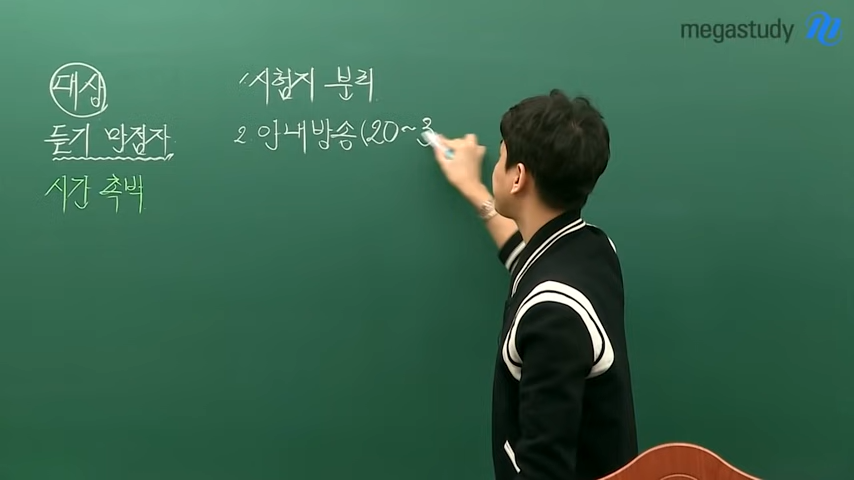 megastudy
대상
듣기 만점자
시간 촉박
1 시험지 분리
2 안내방송(20~3